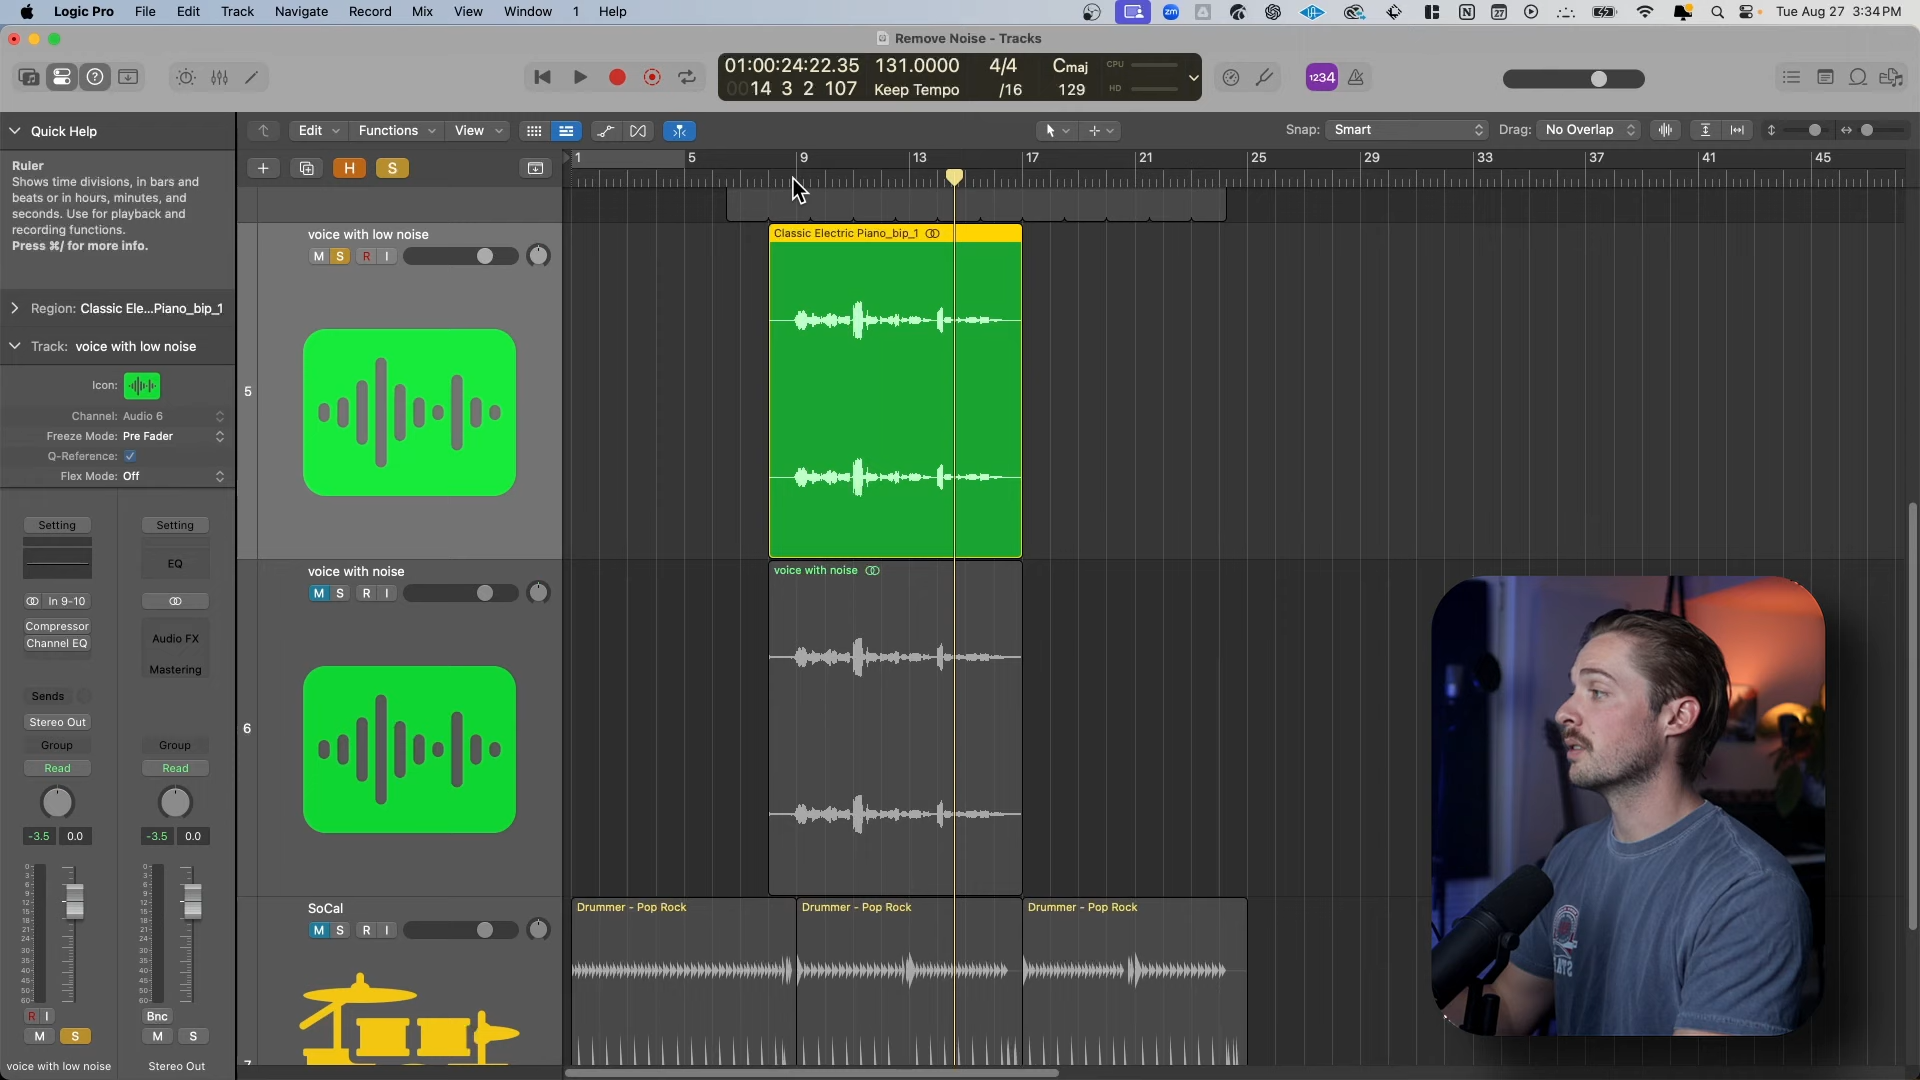 Logic Pro File Edit Track Navigate Record Mix View Window 1 Help
zm
27
Tue Aug 27 3:34 PM
Remove Noise - Tracks
01:00:24:22.35 131.0000 4/4 Cmaj CPU
0014 3 2 107 Keep Tempo /16 129 HD
1234
Quick Help
Edit Functions View
Snap: Smart Drag: No Overlap
Ruler
Shows time divisions, in bars and
beats or in hours, minutes, and
seconds. Use for playback and
recording functions.
Press ⌘/ for more info.
H S
1 5 9 13 17 21 25 29 33 37 41 45
Region: Classic Ele...Piano_bip_1
Track: voice with low noise
Icon:
Channel: Audio 6
Freeze Mode: Pre Fader
Q-Reference:
Flex Mode: Off
voice with low noise
M S R I
5
Classic Electric Piano_bip_1
voice with noise
M S R I
6
voice with noise
SoCal
M S R I
7
Drummer - Pop Rock
Drummer - Pop Rock
Drummer - Pop Rock
Setting Setting
EQ
In 9-10
Compressor
Channel EQ
Audio FX
Mastering
Sends
Stereo Out
Group Group
Read Read
-3.5 0.0 -3.5 0.0
R I Bnc
M S M S
voice with low noise Stereo Out